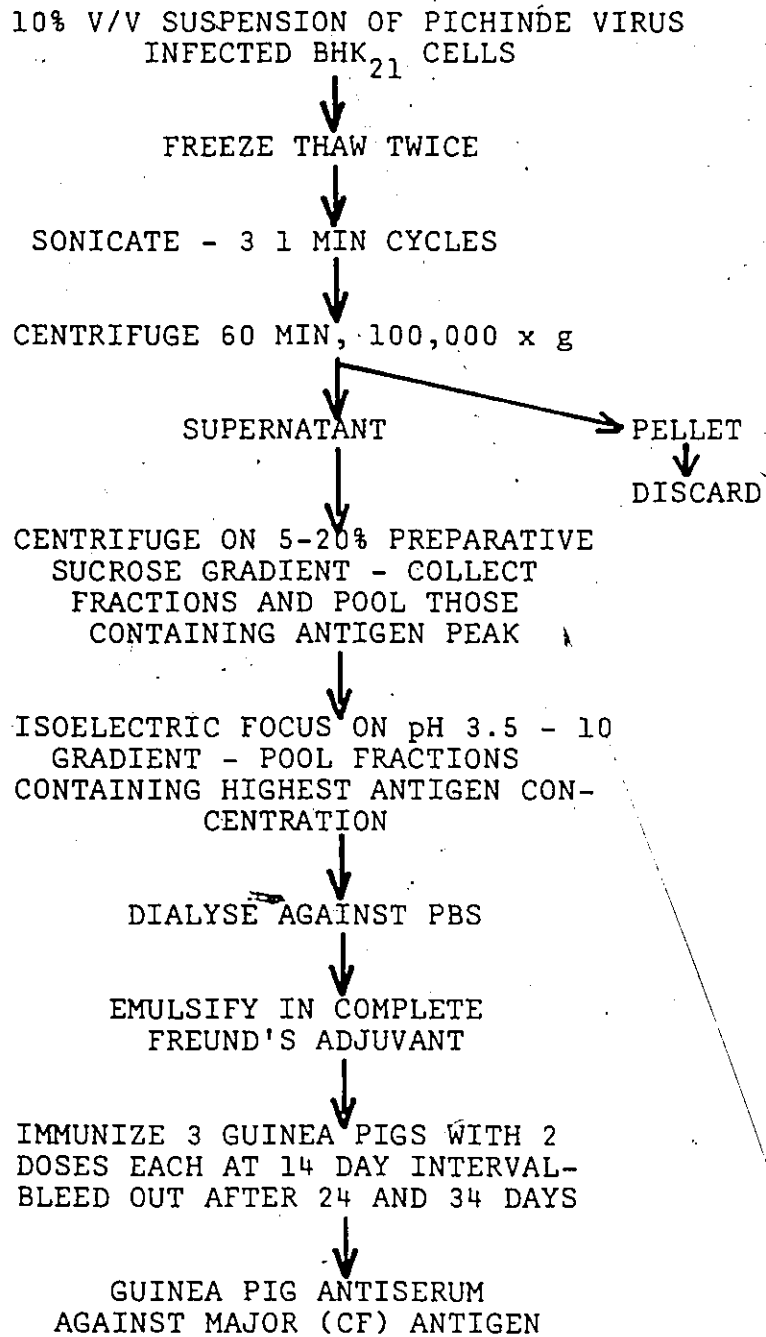 10% V/V SUSPENSION OF PICHINDE VIRUS
INFECTED BHK21 CELLS
FREEZE THAW TWICE
SONICATE - 3 1 MIN CYCLES
CENTRIFUGE 60 MIN, 100,000 x g
SUPERNATANT PELLET
DISCARD
CENTRIFUGE ON 5-20% PREPARATIVE
SUCROSE GRADIENT - COLLECT
FRACTIONS AND POOL THOSE
CONTAINING ANTIGEN PEAK
ISOELECTRIC FOCUS ON pH 3.5 - 10
GRADIENT - POOL FRACTIONS
CONTAINING HIGHEST ANTIGEN CON-
CENTRATION
DIALYSE AGAINST PBS
EMULSIFY IN COMPLETE
FREUND'S ADJUVANT
IMMUNIZE 3 GUINEA PIGS WITH 2
DOSES EACH AT 14 DAY INTERVAL-
BLEED OUT AFTER 24 AND 34 DAYS
GUINEA PIG ANTISERUM
AGAINST MAJOR (CF) ANTIGEN